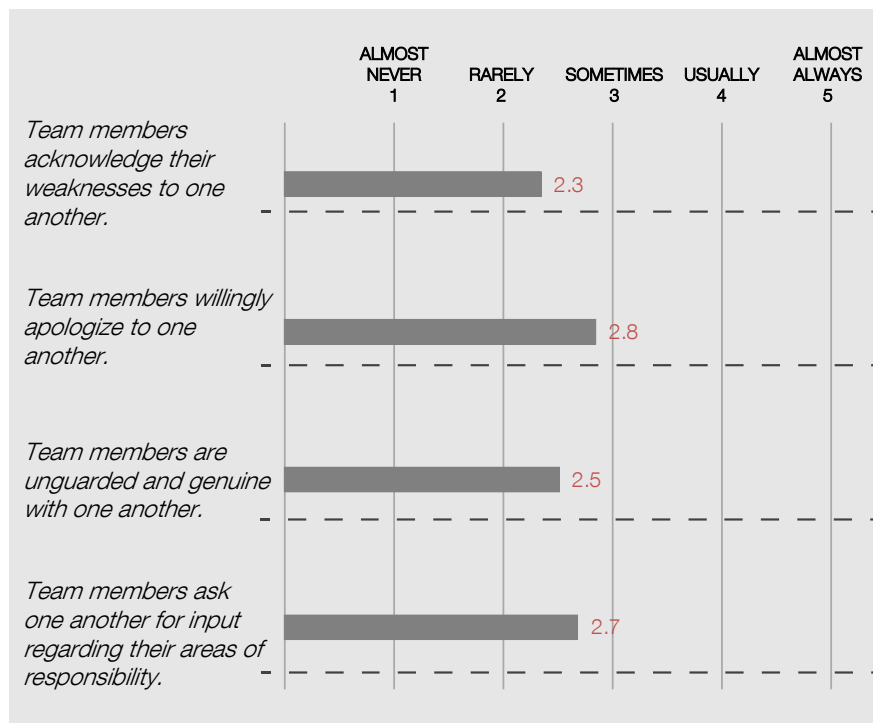 ALMOST NEVER 1
RARELY 2
SOMETIMES 3
USUALLY 4
ALMOST ALWAYS 5
Team members
acknowledge their
weaknesses to one
another.
2.3
Team members willingly
apologize to one
another.
2.8
Team members are
unguarded and genuine
with one another.
2.5
Team members ask
one another for input
regarding their areas of
responsibility.
2.7